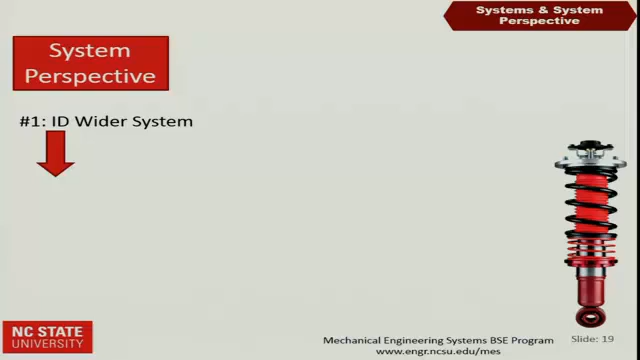 Systems & System
Perspective
System
Perspective
#1: ID Wider System
NC STATE
UNIVERSITY
Mechanical Engineering Systems BSE Program
www.engr.ncsu.edu/mes
Slide: 19